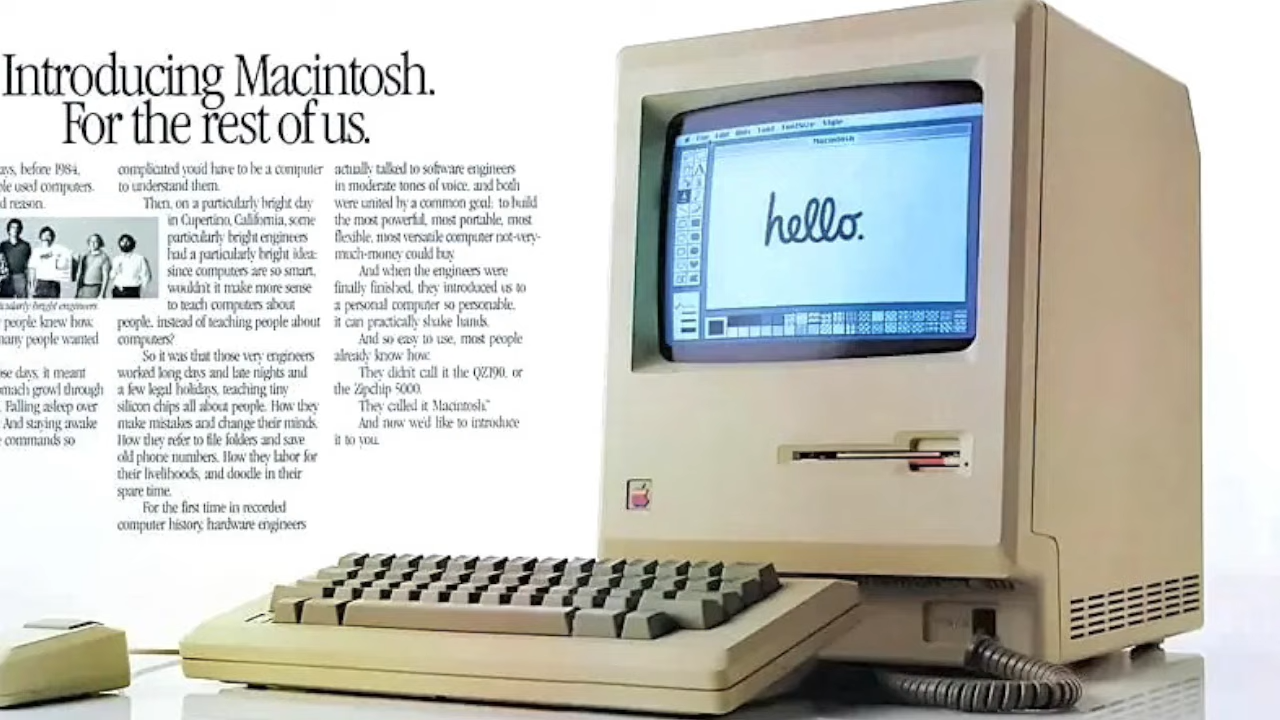 Introducing Macintosh.
For the rest of us.
before 1984,
used computers.
reason.
people knew how.
people wanted
days, it meant
growl through
Falling asleep over
And staying awake
commands so
complicated you'd have to be a computer
to understand them.
Then, on a particularly bright day
in Cupertino, California, some
particularly bright engineers
had a particularly bright idea:
since computers are so smart,
wouldn't it make more sense
to teach computers about
people, instead of teaching people about
computers?
So it was that those very engineers
worked long days and late nights and
a few legal holidays, teaching tiny
silicon chips all about people. How they
make mistakes and change their minds.
How they refer to file folders and save
old phone numbers. How they labor for
their livelihoods, and doodle in their
spare time.
For the first time in recorded
computer history, hardware engineers
actually talked to software engineers
in moderate tones of voice, and both
were united by a common goal: to build
the most powerful, most portable, most
flexible, most versatile computer not-very-
much-money could buy.
And when the engineers were
finally finished, they introduced us to
a personal computer so personable,
it can practically shake hands.
And so easy to use, most people
already know how.
They didn't call it the QZ190, or
the Zipchip 5000.
They called it Macintosh.™
And now we'd like to introduce
it to you.
bright engineers
File Edit Font FontSize Style
Macintosh
hello.